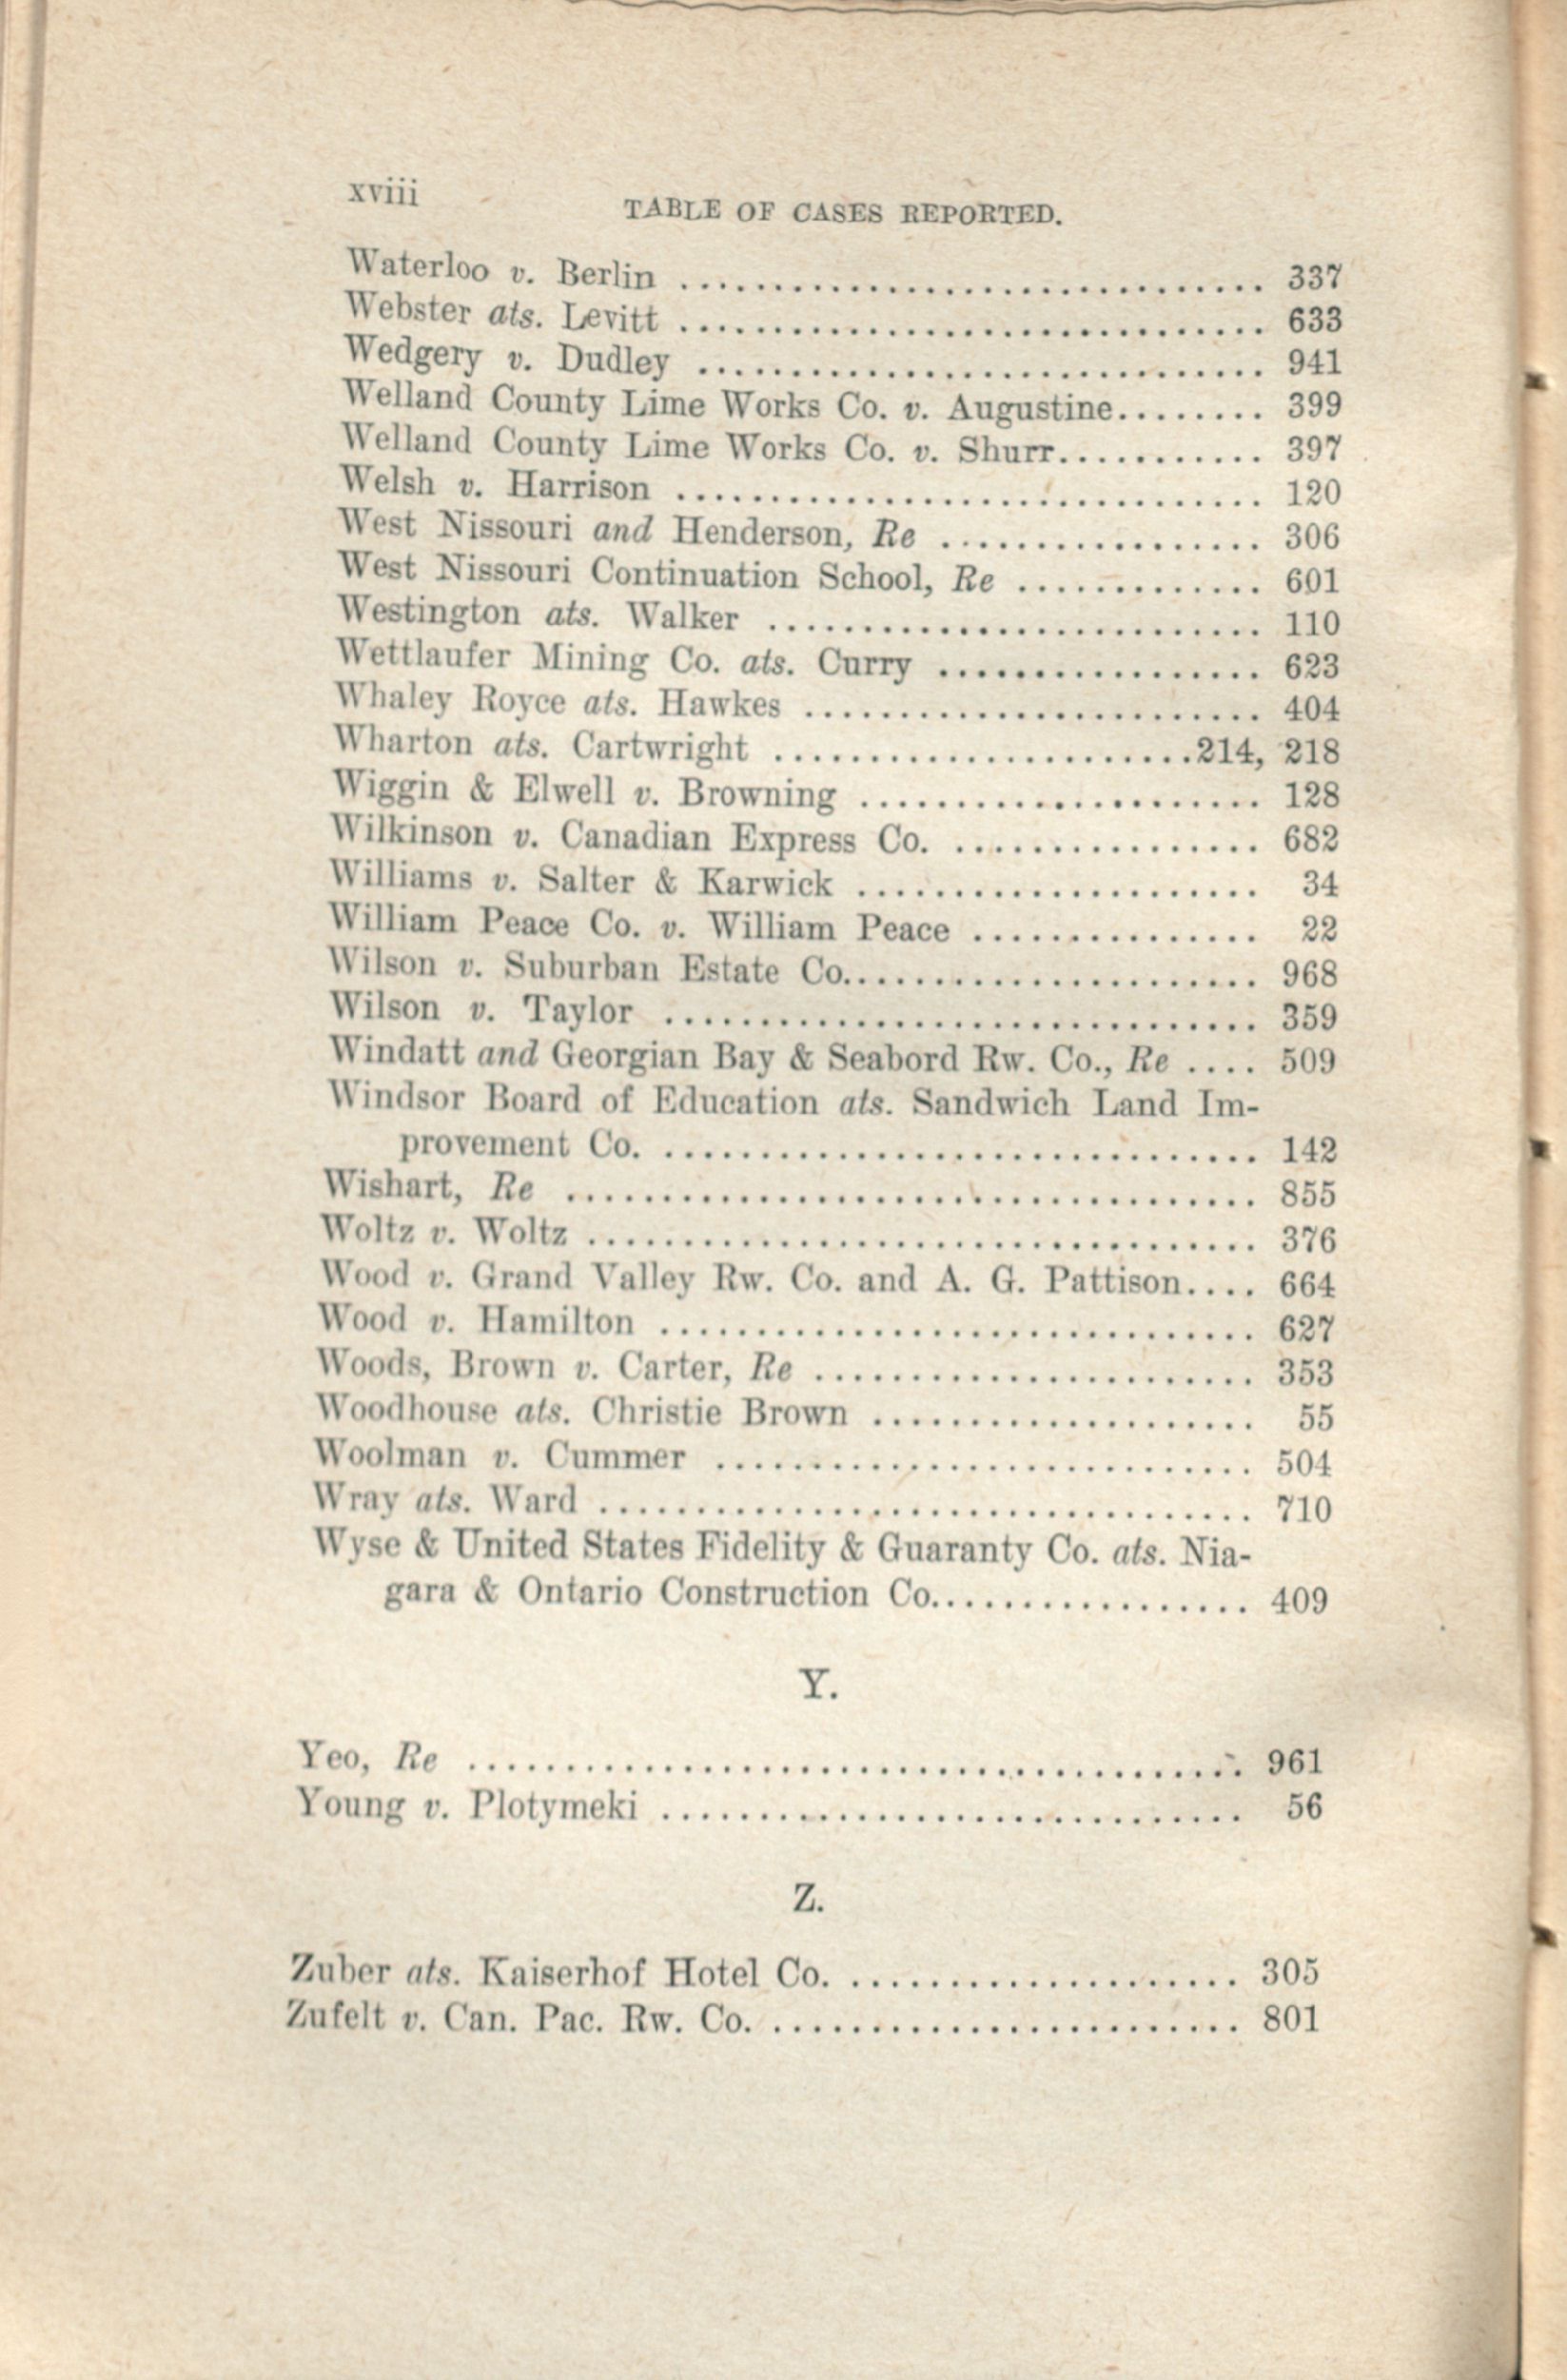 xviii
TABLE OF CASES REPORTED.
Waterloo v. Berlin ................................ 337
Webster ats. Levitt ................................ 633
Wedgery v. Dudley ............................... 941
Welland County Lime Works Co. v. Augustine........ 399
Welland County Lime Works Co. v. Shurr........... 397
Welsh v. Harrison ................................ 120
West Nissouri and Henderson, Re ................. 306
West Nissouri Continuation School, Re ............. 601
Westington ats. Walker ........................... 110
Wettlaufer Mining Co. ats. Curry ................. 623
Whaley Royce ats. Hawkes ......................... 404
Wharton ats. Cartwright .......................214, 218
Wiggin & Elwell v. Browning ...................... 128
Wilkinson v. Canadian Express Co. ................ 682
Williams v. Salter & Karwick ...................... 34
William Peace Co. v. William Peace ............... 22
Wilson v. Suburban Estate Co...................... 968
Wilson v. Taylor ................................ 359
Windatt and Georgian Bay & Seabord Rw. Co., Re .... 509
Windsor Board of Education ats. Sandwich Land Im-
provement Co. ................................ 142
Wishart, Re ..................................... 855
Woltz v. Woltz .................................... 376
Wood v. Grand Valley Rw. Co. and A. G. Pattison.... 664
Wood v. Hamilton ................................ 627
Woods, Brown v. Carter, Re ........................ 353
Woodhouse ats. Christie Brown ..................... 55
Woolman v. Cummer ............................. 504
Wray ats. Ward ................................... 710
Wyse & United States Fidelity & Guaranty Co. ats. Nia-
gara & Ontario Construction Co................. 409
Y.
Yeo, Re .......................................... 961
Young v. Plotymeki ............................... 56
Z.
Zuber ats. Kaiserhof Hotel Co. ..................... 305
Zufelt v. Can. Pac. Rw. Co. ......................... 801